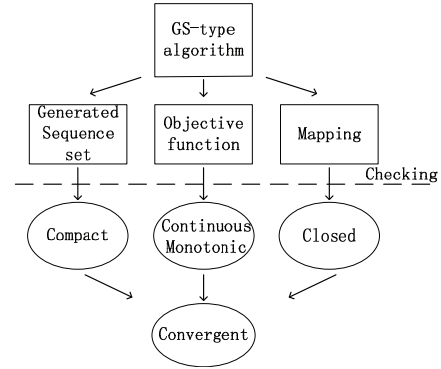 GS-type
algorithm
Generated
Sequence
set
Objective
function
Mapping
Checking
Compact
Continuous
Monotonic
Closed
Convergent